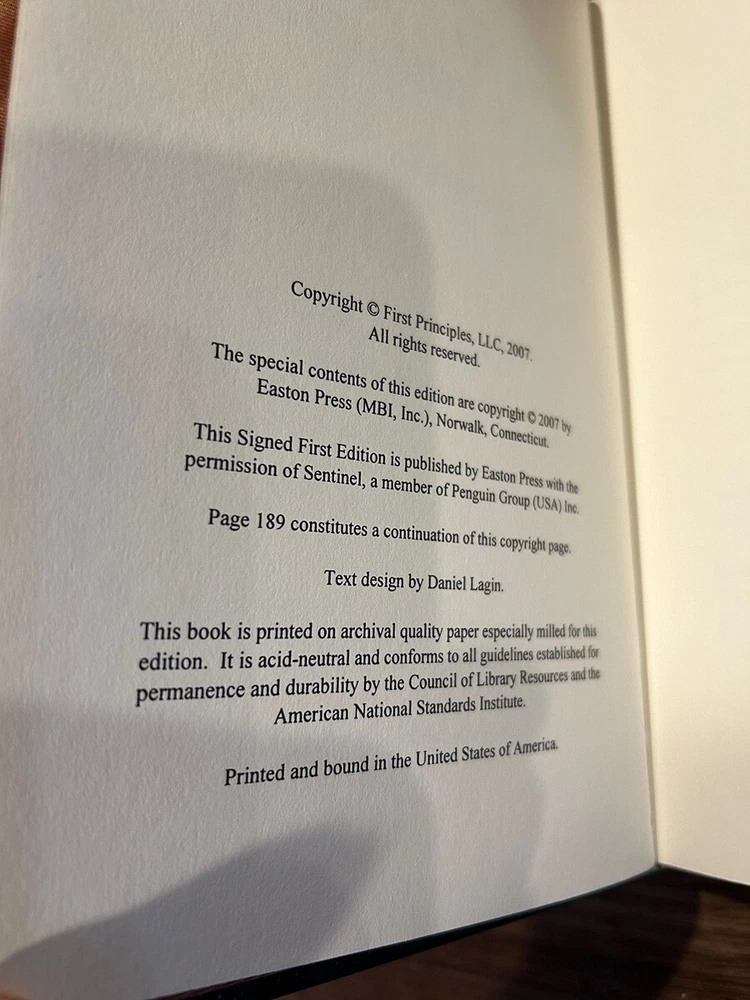 Copyright © First Principles, LLC, 2007.
All rights reserved.
The special contents of this edition are copyright © 2007 by
Easton Press (MBI, Inc.), Norwalk, Connecticut.
This Signed First Edition is published by Easton Press with the
permission of Sentinel, a member of Penguin Group (USA) Inc.
Page 189 constitutes a continuation of this copyright page.
Text design by Daniel Lagin.
This book is printed on archival quality paper especially milled for this
edition. It is acid-neutral and conforms to all guidelines established for
permanence and durability by the Council of Library Resources and the
American National Standards Institute.
Printed and bound in the United States of America.